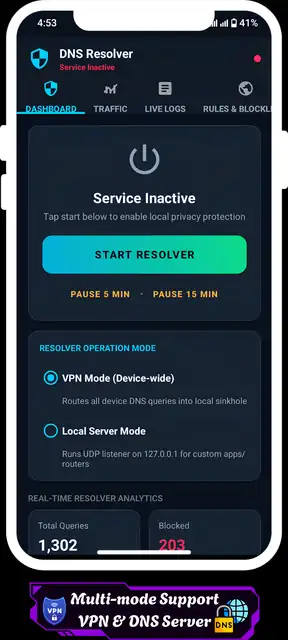 4:53
41%
DNS Resolver
Service Inactive
DASHBOARD
TRAFFIC
LIVE LOGS
RULES & BLOCKLI
Service Inactive
Tap start below to enable local privacy protection
START RESOLVER
PAUSE 5 MIN · PAUSE 15 MIN
RESOLVER OPERATION MODE
VPN Mode (Device-wide)
Routes all device DNS queries into local sinkhole
Local Server Mode
Runs UDP listener on 127.0.0.1 for custom apps/
routers
REAL-TIME RESOLVER ANALYTICS
Total Queries
1,302
Blocked
203
VPN
Multi-mode Support
VPN & DNS Server
DNS